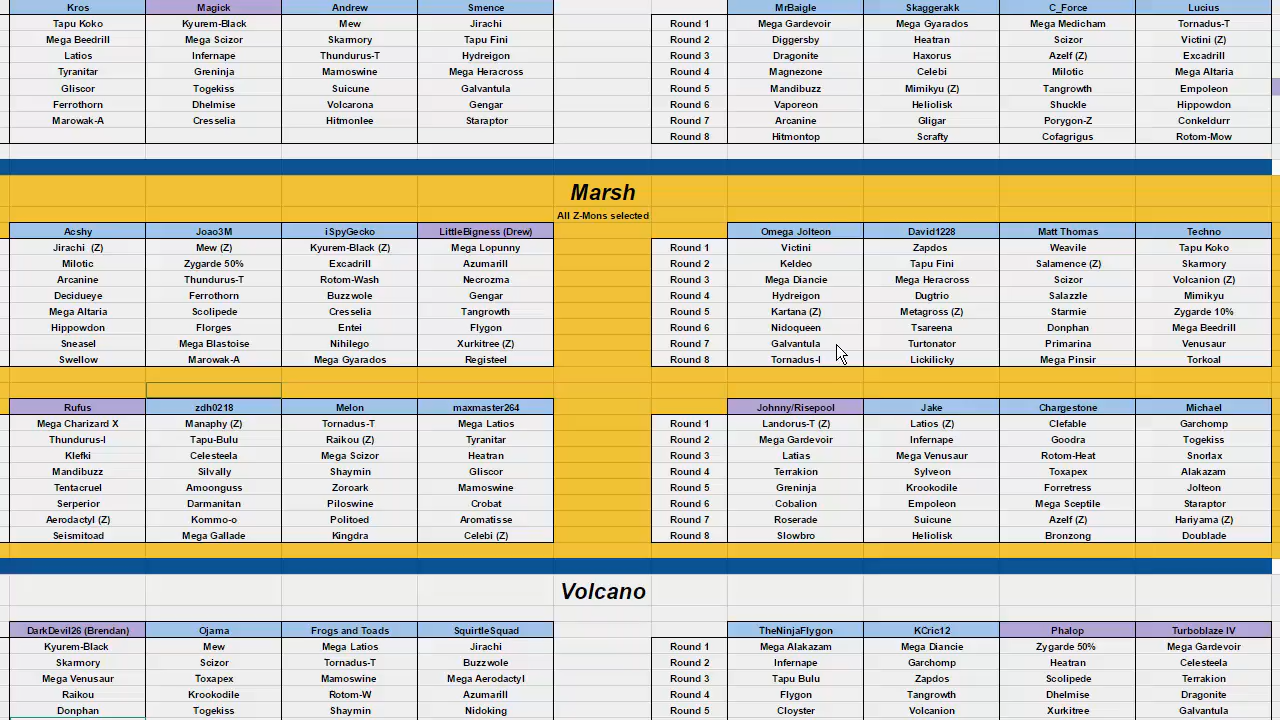 Kros Magick Andrew Smence MrBaigle Skaggerakk C_Force Lucius
Tapu Koko Kyurem-Black Mew Jirachi Round 1 Mega Gardevoir Mega Gyarados Mega Medicham Tornadus-T
Mega Beedrill Mega Scizor Skarmory Tapu Fini Round 2 Diggersby Heatran Scizor Victini (Z)
Latios Infernape Thundurus-T Hydreigon Round 3 Dragonite Haxorus Azelf (Z) Excadrill
Tyranitar Greninja Mamoswine Mega Heracross Round 4 Magnezone Celebi Milotic Mega Altaria
Gliscor Togekiss Suicune Galvantula Round 5 Mandibuzz Mimikyu (Z) Tangrowth Empoleon
Ferrothorn Dhelmise Volcarona Gengar Round 6 Vaporeon Heliolisk Shuckle Hippowdon
Marowak-A Cresselia Hitmonlee Staraptor Round 7 Arcanine Gligar Porygon-Z Conkeldurr
Round 8 Hitmontop Scrafty Cofagrigus Rotom-Mow
Marsh
All Z-Mons selected
Acshy Joao3M iSpyGecko LittleBigness (Drew) Omega Jolteon David1228 Matt Thomas Techno
Jirachi (Z) Mew (Z) Kyurem-Black (Z) Mega Lopunny Round 1 Victini Zapdos Weavile Tapu Koko
Milotic Zygarde 50% Excadrill Azumarill Round 2 Keldeo Tapu Fini Salamence (Z) Skarmory
Arcanine Thundurus-T Rotom-Wash Necrozma Round 3 Mega Diancie Mega Heracross Scizor Volcanion (Z)
Decidueye Ferrothorn Buzzwole Gengar Round 4 Hydreigon Dugtrio Salazzle Mimikyu
Mega Altaria Scolipede Cresselia Tangrowth Round 5 Kartana (Z) Metagross (Z) Starmie Zygarde 10%
Hippowdon Florges Entei Flygon Round 6 Nidoqueen Tsareena Donphan Mega Beedrill
Sneasel Mega Blastoise Nihilego Xurkitree (Z) Round 7 Galvantula Turtonator Primarina Venusaur
Swellow Marowak-A Mega Gyarados Registeel Round 8 Tornadus-I Lickilicky Mega Pinsir Torkoal
Rufus zdh0218 Melon maxmaster264 Johnny/Risepool Jake Chargestone Michael
Mega Charizard X Manaphy (Z) Tornadus-T Mega Latios Round 1 Landorus-T (Z) Latios (Z) Clefable Garchomp
Thundurus-I Tapu-Bulu Raikou (Z) Tyranitar Round 2 Mega Gardevoir Infernape Goodra Togekiss
Klefki Celesteela Mega Scizor Heatran Round 3 Latias Mega Venusaur Rotom-Heat Snorlax
Mandibuzz Silvally Shaymin Gliscor Round 4 Terrakion Sylveon Toxapex Alakazam
Tentacruel Amoonguss Zoroark Mamoswine Round 5 Greninja Krookodile Forretress Jolteon
Serperior Darmanitan Piloswine Crobat Round 6 Cobalion Empoleon Mega Sceptile Staraptor
Aerodactyl (Z) Kommo-o Politoed Aromatisse Round 7 Roserade Suicune Azelf (Z) Hariyama (Z)
Seismitoad Mega Gallade Kingdra Celebi (Z) Round 8 Slowbro Heliolisk Bronzong Doublade
Volcano
DarkDevil26 (Brendan) Ojama Frogs and Toads SquirtleSquad TheNinjaFlygon KCric12 Phalop Turboblaze IV
Kyurem-Black Mew Mega Latios Jirachi Round 1 Mega Alakazam Mega Diancie Zygarde 50% Mega Gardevoir
Skarmory Scizor Tornadus-T Buzzwole Round 2 Infernape Garchomp Heatran Celesteela
Mega Venusaur Toxapex Mamoswine Mega Aerodactyl Round 3 Tapu Bulu Zapdos Scolipede Terrakion
Raikou Krookodile Rotom-W Azumarill Round 4 Flygon Tangrowth Dhelmise Dragonite
Donphan Togekiss Shaymin Nidoking Round 5 Cloyster Volcanion Xurkitree Galvantula